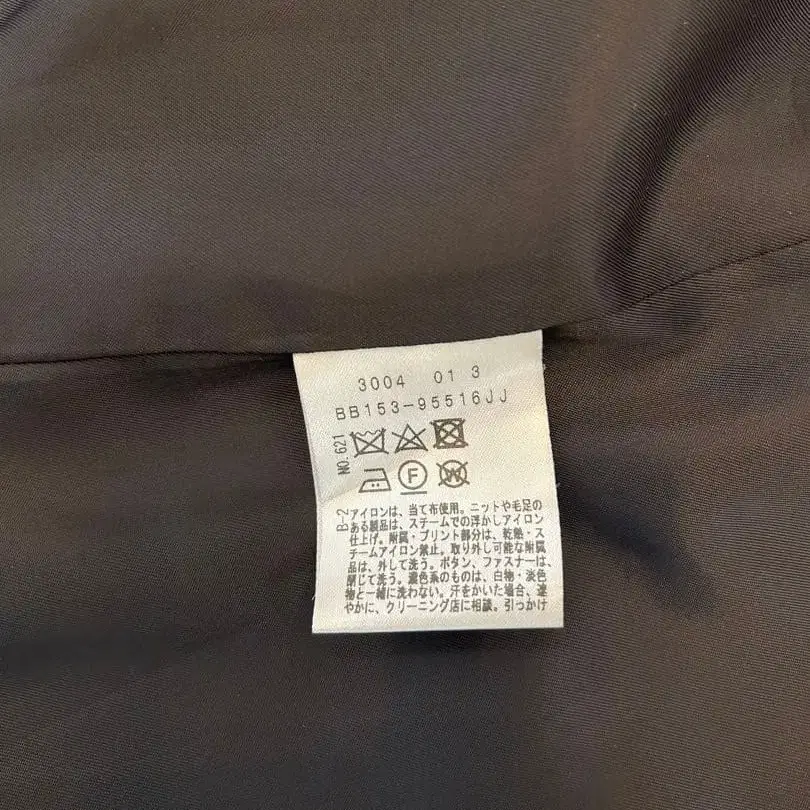 3004 01 3
BB153-95516JJ
NO.621
F
W
B-2
アイロンは、当て布使用。ニットや毛足の
ある製品は、スチームでの浮かしアイロン
仕上げ。附属・プリント部分は、乾熱・ス
チームアイロン禁止。取り外し可能な附属
品は、外して洗う。ボタン、ファスナーは、
閉じて洗う。濃色系のものは、白物・淡色
物と一緒に洗わない。汗をかいた場合、速
やかに、クリーニング店に相談。引っかけ